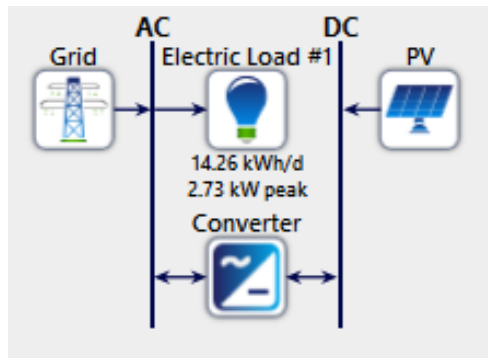 AC DC
Grid Electric Load #1 PV
14.26 kWh/d
2.73 kW peak
Converter